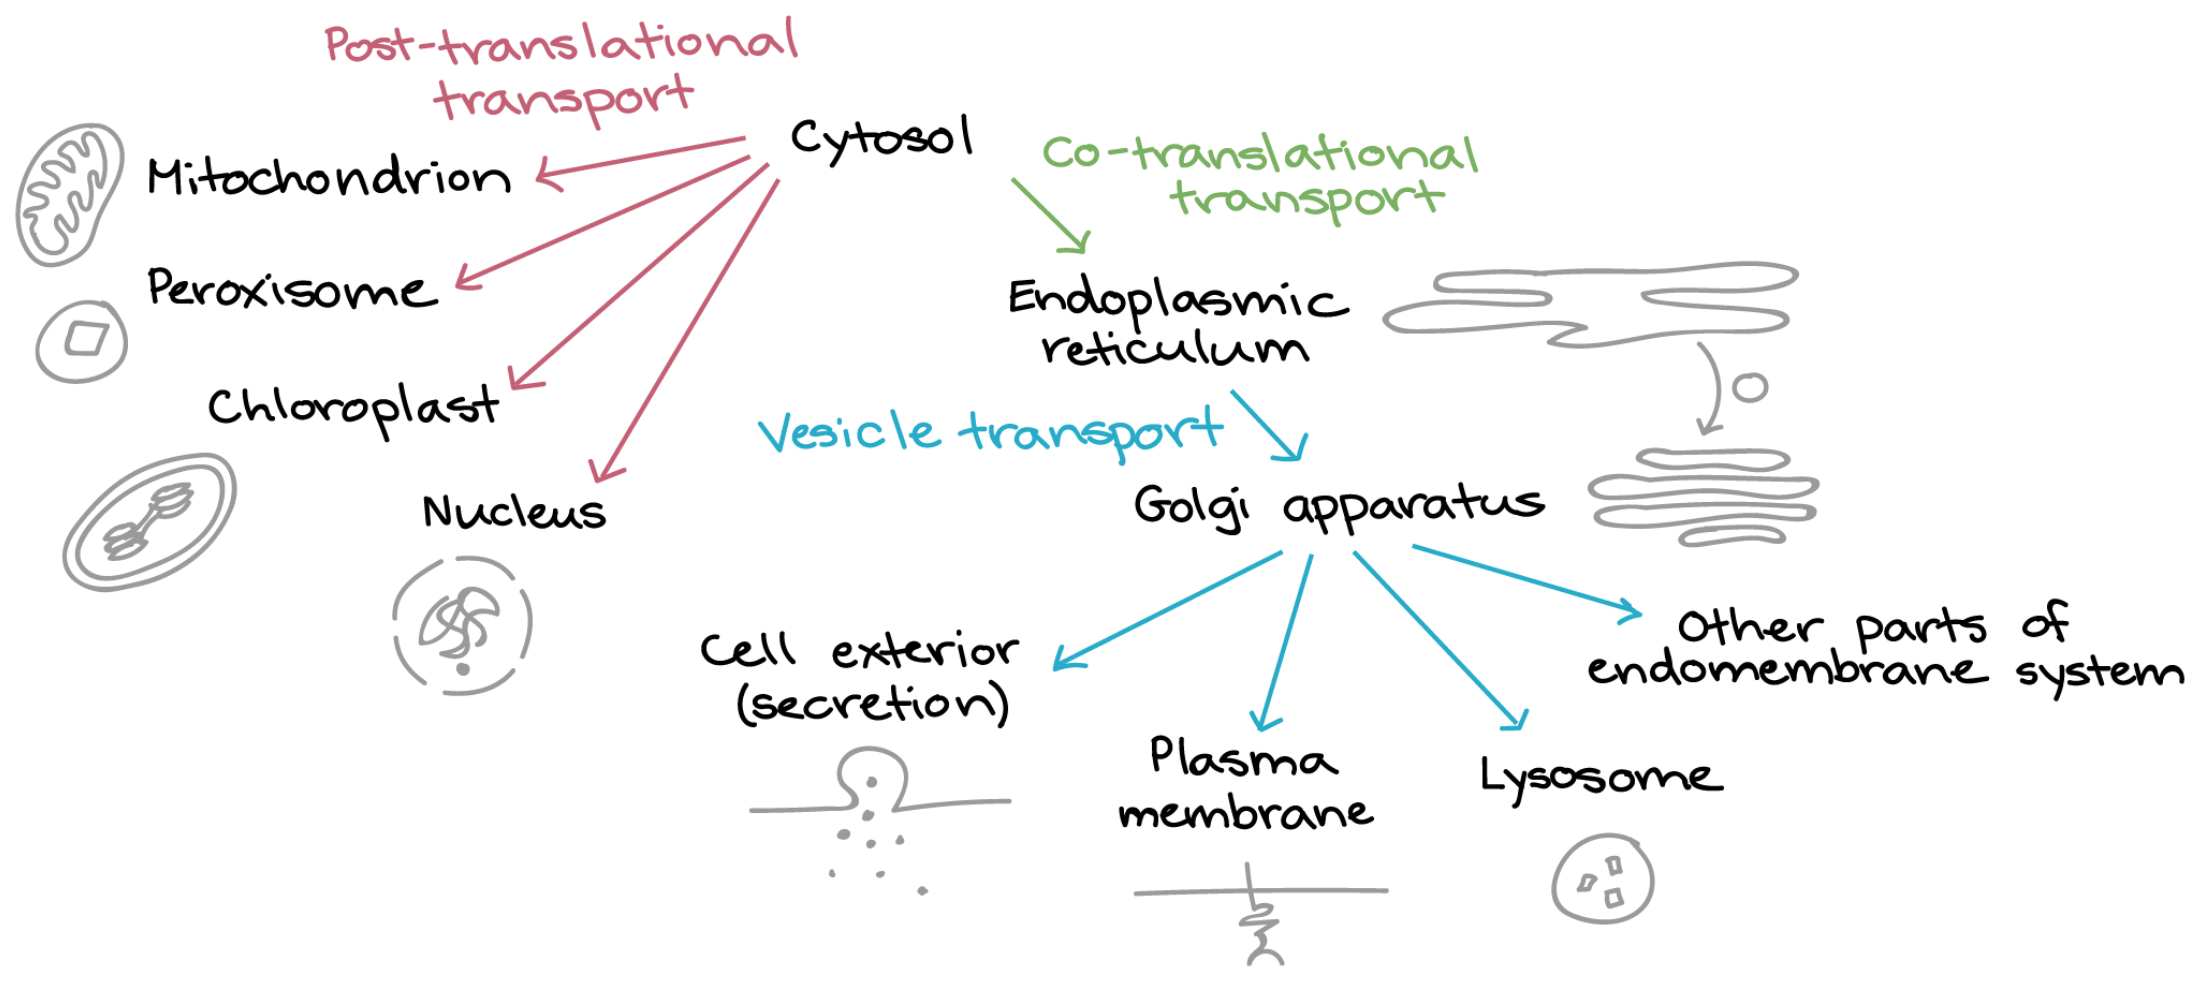 Post-translational
transport
Cytosol
Co-translational
transport
Mitochondrion
Peroxisome
Endoplasmic
reticulum
Chloroplast
Vesicle transport
Nucleus
Golgi apparatus
Cell exterior
(secretion)
Other parts of
endomembrane system
Plasma
membrane
Lysosome